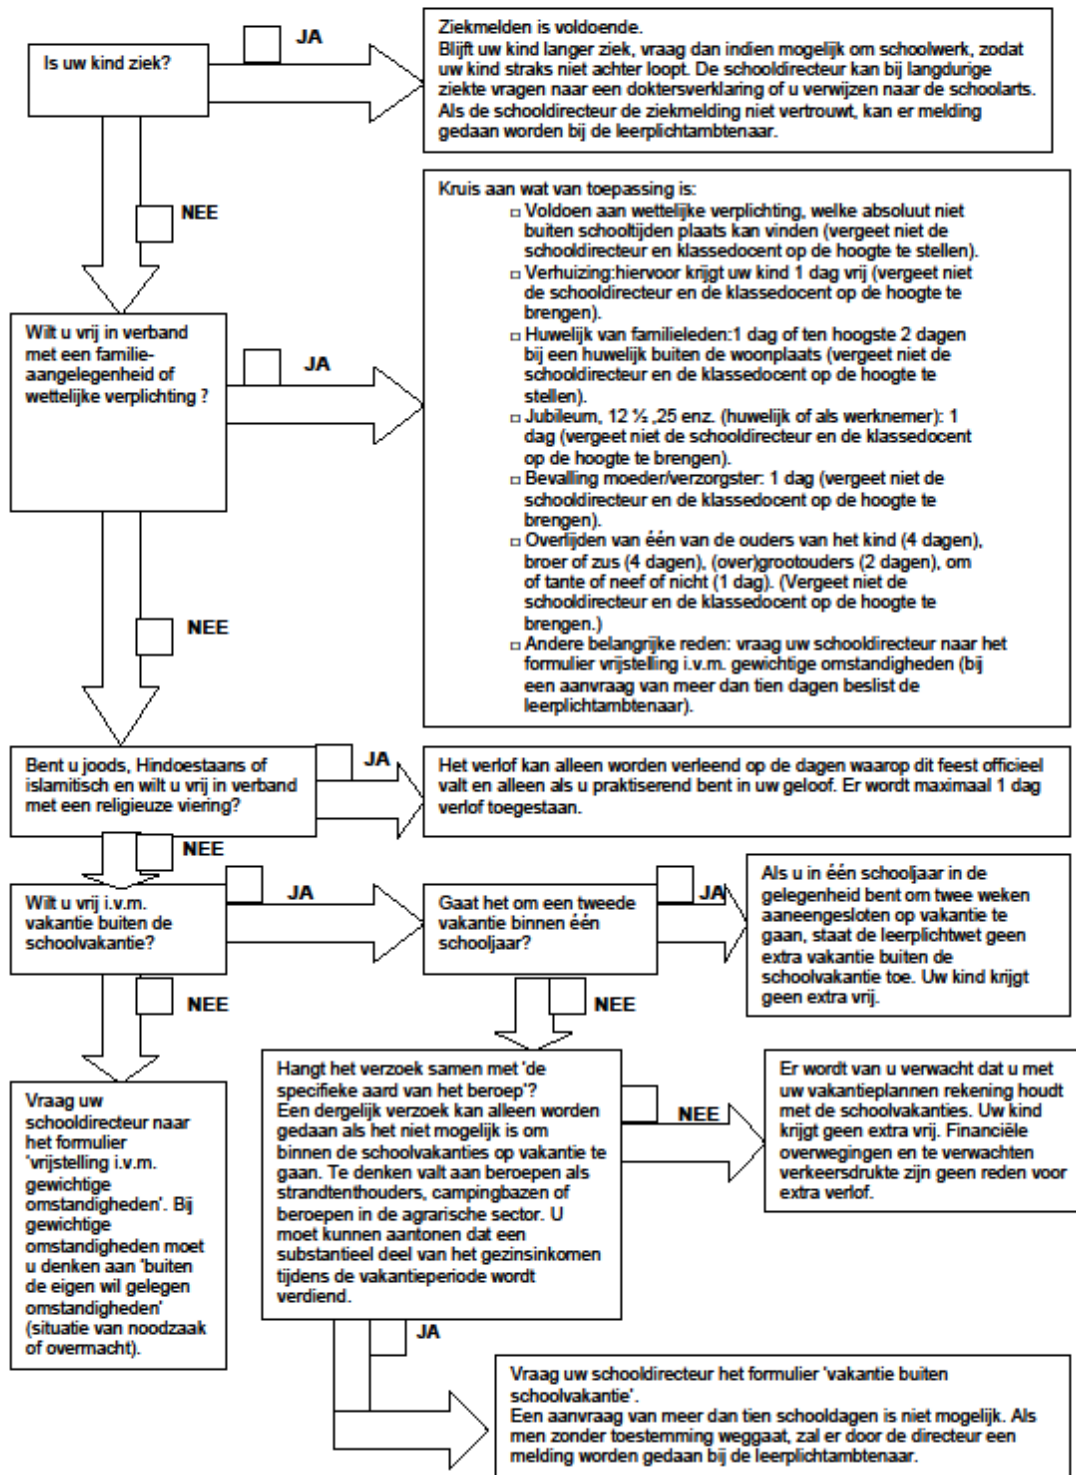 Is uw kind ziek?
JA
Ziekmelden is voldoende.
Blijft uw kind langer ziek, vraag dan indien mogelijk om schoolwerk, zodat
uw kind straks niet achter loopt. De schooldirecteur kan bij langdurige
ziekte vragen naar een doktersverklaring of u verwijzen naar de schoolarts.
Als de schooldirecteur de ziekmelding niet vertrouwt, kan er melding
gedaan worden bij de leerplichtambtenaar.
NEE
Wilt u vrij in verband
met een familie-
aangelegenheid of
wettelijke verplichting ?
JA
Kruis aan wat van toepassing is:
□ Voldoen aan wettelijke verplichting, welke absoluut niet
buiten schooltijden plaats kan vinden (vergeet niet de
schooldirecteur en klassedocent op de hoogte te stellen).
□ Verhuizing:hiervoor krijgt uw kind 1 dag vrij (vergeet niet
de schooldirecteur en de klassedocent op de hoogte te
brengen).
□ Huwelijk van familieleden:1 dag of ten hoogste 2 dagen
bij een huwelijk buiten de woonplaats (vergeet niet de
schooldirecteur en de klassedocent op de hoogte te
stellen).
□ Jubileum, 12 ½ ,25 enz. (huwelijk of als werknemer): 1
dag (vergeet niet de schooldirecteur en de klassedocent
op de hoogte te brengen).
□ Bevalling moeder/verzorgster: 1 dag (vergeet niet de
schooldirecteur en de klassedocent op de hoogte te
brengen).
□ Overlijden van één van de ouders van het kind (4 dagen),
broer of zus (4 dagen), (over)grootouders (2 dagen), om
of tante of neef of nicht (1 dag). (Vergeet niet de
schooldirecteur en de klassedocent op de hoogte te
brengen.)
□ Andere belangrijke reden: vraag uw schooldirecteur naar het
formulier vrijstelling i.v.m. gewichtige omstandigheden (bij
een aanvraag van meer dan tien dagen beslist de
leerplichtambtenaar).
NEE
Bent u joods, Hindoestaans of
islamitisch en wilt u vrij in verband
met een religieuze viering?
JA
Het verlof kan alleen worden verleend op de dagen waarop dit feest officieel
valt en alleen als u praktiserend bent in uw geloof. Er wordt maximaal 1 dag
verlof toegestaan.
NEE
Wilt u vrij i.v.m.
vakantie buiten de
schoolvakantie?
JA
Gaat het om een tweede
vakantie binnen één
schooljaar?
JA
Als u in één schooljaar in de
gelegenheid bent om twee weken
aaneengesloten op vakantie te
gaan, staat de leerplichtwet geen
extra vakantie buiten de
schoolvakantie toe. Uw kind krijgt
geen extra vrij.
NEE
NEE
Vraag uw
schooldirecteur naar
het formulier
'vrijstelling i.v.m.
gewichtige
omstandigheden'. Bij
gewichtige
omstandigheden moet
u denken aan 'buiten
de eigen wil gelegen
omstandigheden'
(situatie van noodzaak
of overmacht).
Hangt het verzoek samen met 'de
specifieke aard van het beroep'?
Een dergelijk verzoek kan alleen worden
gedaan als het niet mogelijk is om
binnen de schoolvakanties op vakantie te
gaan. Te denken valt aan beroepen als
strandtenthouders, campingbazen of
beroepen in de agrarische sector. U
moet kunnen aantonen dat een
substantieel deel van het gezinsinkomen
tijdens de vakantieperiode wordt
verdiend.
NEE
Er wordt van u verwacht dat u met
uw vakantieplannen rekening houdt
met de schoolvakanties. Uw kind
krijgt geen extra vrij. Financiële
overwegingen en te verwachten
verkeersdrukte zijn geen reden voor
extra verlof.
JA
Vraag uw schooldirecteur het formulier 'vakantie buiten
schoolvakantie'.
Een aanvraag van meer dan tien schooldagen is niet mogelijk. Als
men zonder toestemming weggaat, zal er door de directeur een
melding worden gedaan bij de leerplichtambtenaar.